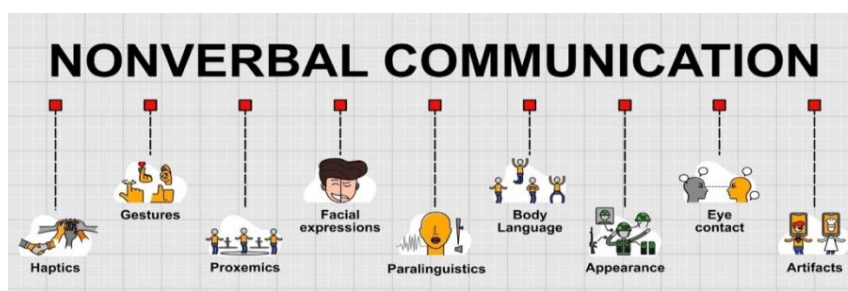 NONVERBAL COMMUNICATION
Haptics
Gestures
Proxemics
Facial
expressions
Paralinguistics
Body
Language
Appearance
Eye
contact
Artifacts